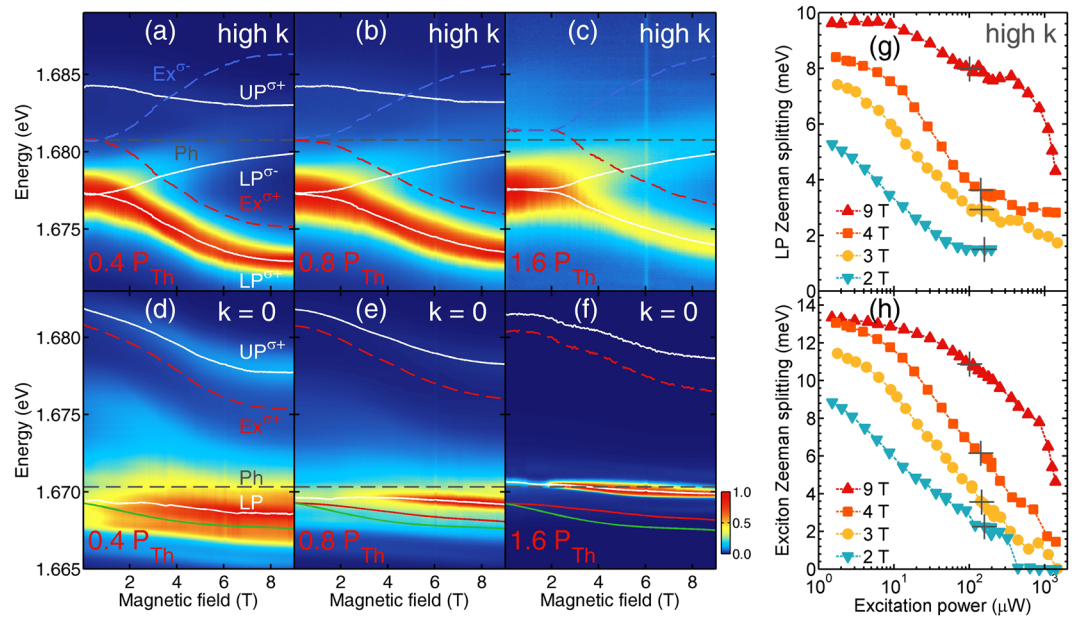 (a) high k
(b) high k
(c) high k
1.685
1.680
1.675
Energy (eV)
Ex^σ-
UP^σ+
Ph
LP^σ-
Ex^σ+
LP^σ+
0.4 P_Th
0.8 P_Th
1.6 P_Th
(d) k = 0
(e) k = 0
(f) k = 0
1.680
1.675
1.670
1.665
Energy (eV)
UP^σ+
Ex^σ+
Ph
LP
0.4 P_Th
0.8 P_Th
1.6 P_Th
1.0
0.5
0.0
2 4 6 8
2 4 6 8
2 4 6 8
Magnetic field (T)
Magnetic field (T)
Magnetic field (T)
(g) high k
10
8
6
4
2
0
LP Zeeman splitting (meV)
9 T
4 T
3 T
2 T
(h)
14
12
10
8
6
4
2
0
Exciton Zeeman splitting (meV)
9 T
4 T
3 T
2 T
10^0 10^1 10^2 10^3
Excitation power (μW)